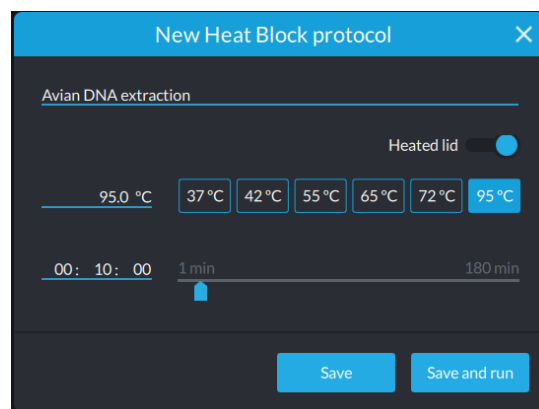 New Heat Block protocol
Avian DNA extraction
Heated lid
95.0 °C 37 °C 42 °C 55 °C 65 °C 72 °C 95 °C
00: 10: 00 1 min 180 min
Save Save and run